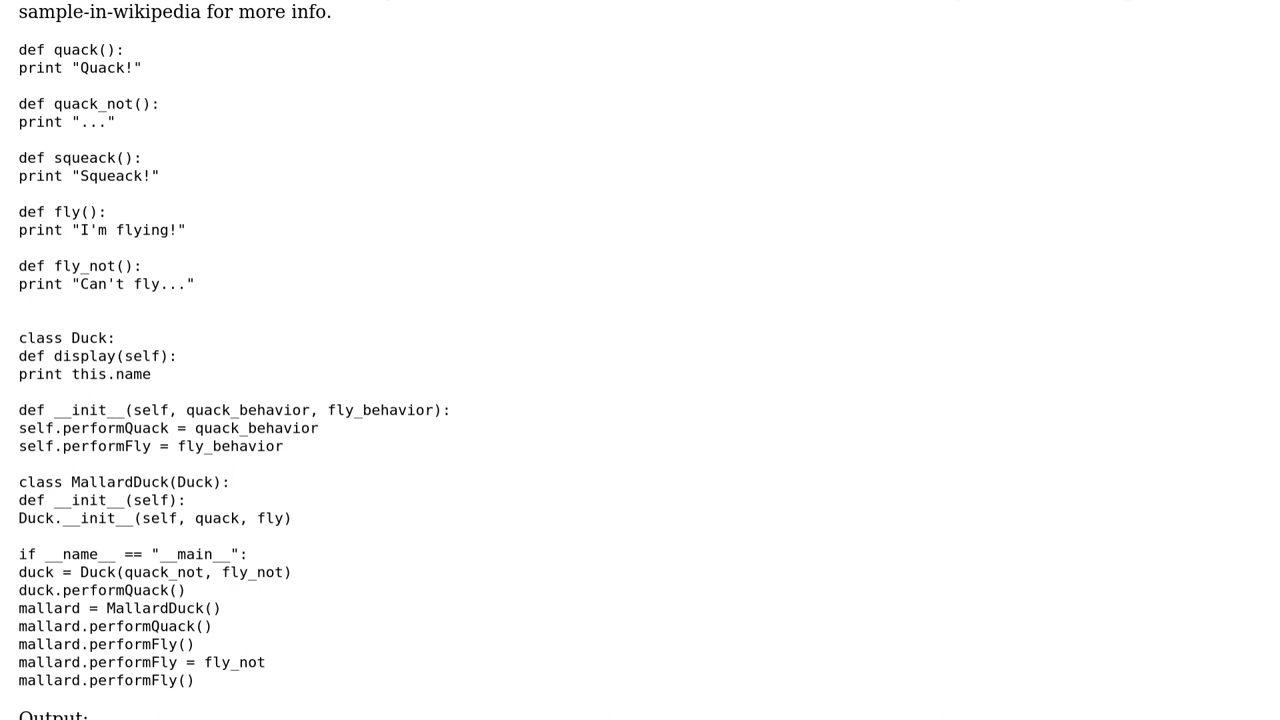 sample-in-wikipedia for more info.
def quack():
print "Quack!"
def quack_not():
print "..."
def squeack():
print "Squeack!"
def fly():
print "I'm flying!"
def fly_not():
print "Can't fly..."
class Duck:
def display(self):
print this.name
def __init__(self, quack_behavior, fly_behavior):
self.performQuack = quack_behavior
self.performFly = fly_behavior
class MallardDuck(Duck):
def __init__(self):
Duck.__init__(self, quack, fly)
if __name__ == "__main__":
duck = Duck(quack_not, fly_not)
duck.performQuack()
mallard = MallardDuck()
mallard.performQuack()
mallard.performFly()
mallard.performFly = fly_not
mallard.performFly()
Output: